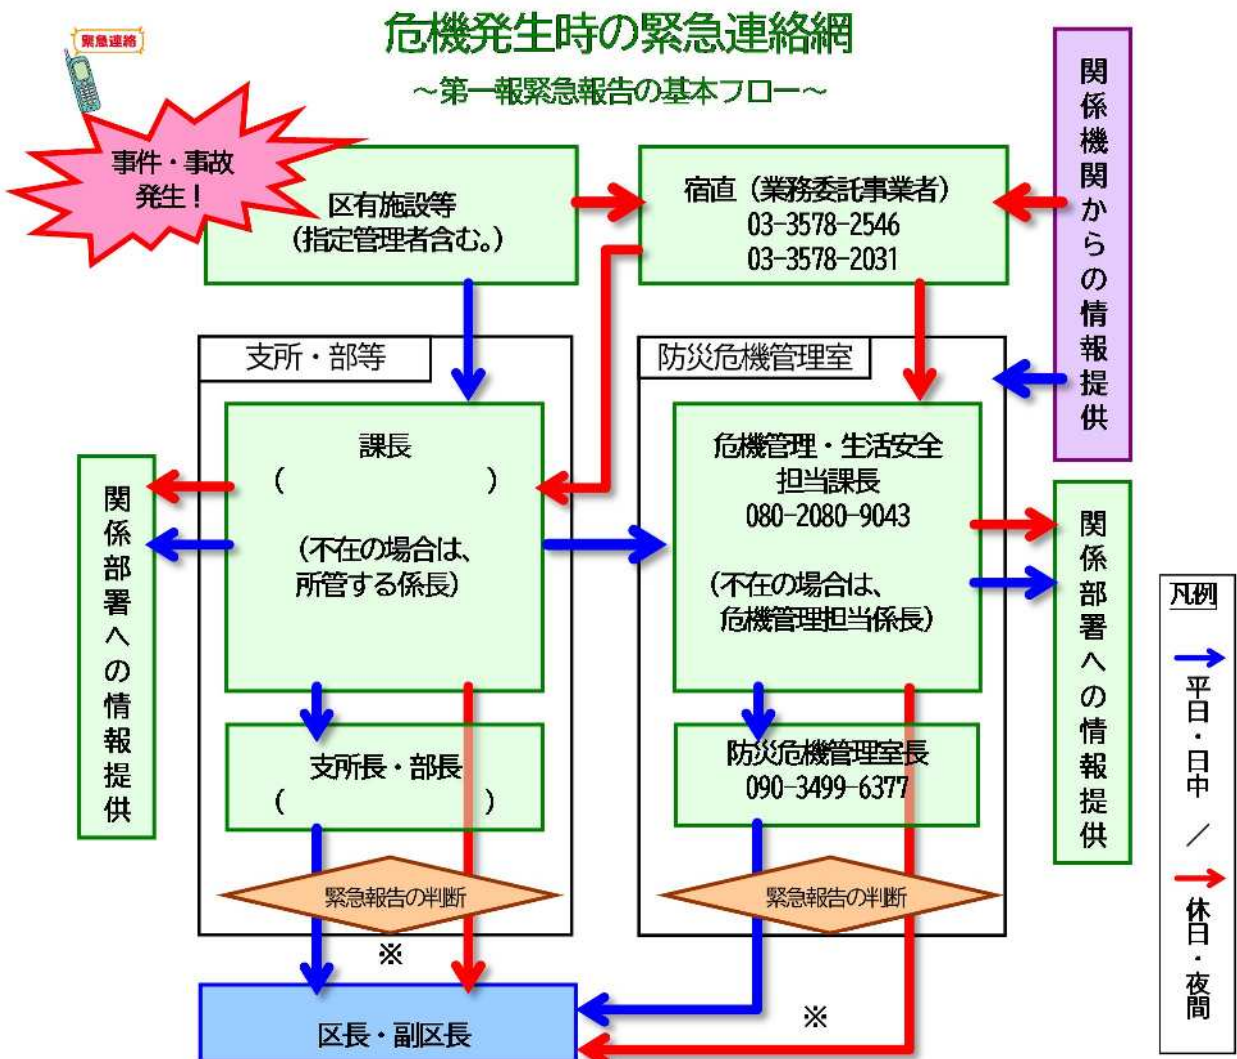 危機発生時の緊急連絡網
～第一報緊急報告の基本フロー～
緊急連絡
事件・事故
発生！
区有施設等
（指定管理者含む。）
宿直（業務委託事業者）
03-3578-2546
03-3578-2031
関係機関からの情報提供
支所・部等
課長
（　　　　　　　　）
（不在の場合は、
所管する係長）
防災危機管理室
危機管理・生活安全
担当課長
080-2080-9043
（不在の場合は、
危機管理担当係長）
関係部署への情報提供
関係部署への情報提供
支所長・部長
（　　　　　　　　）
防災危機管理室長
090-3499-6377
緊急報告の判断
緊急報告の判断
※
※
区長・副区長
凡例
平日・日中　／　休日・夜間